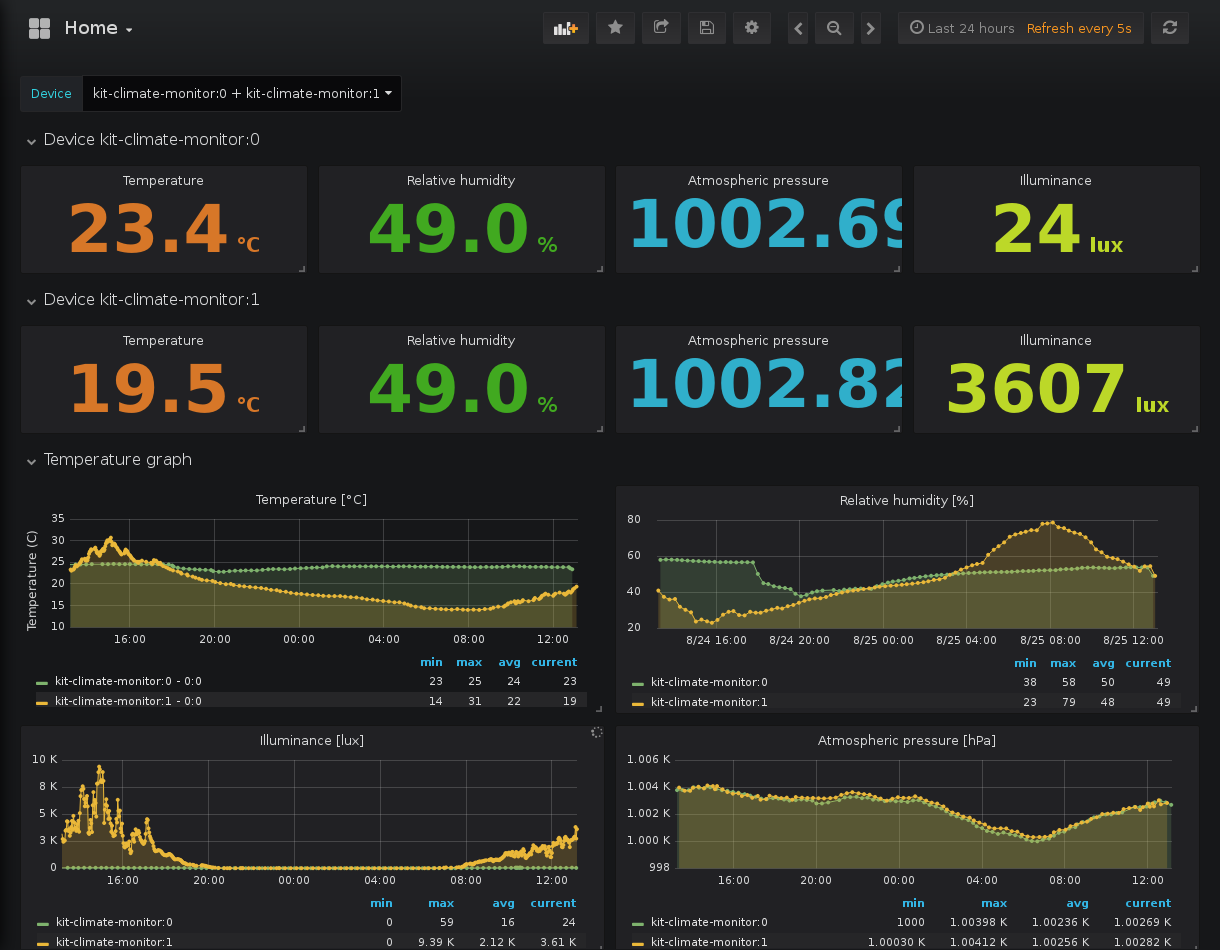 Home
Last 24 hours Refresh every 5s
Device kit-climate-monitor:0 + kit-climate-monitor:1
Device kit-climate-monitor:0
Temperature Relative humidity Atmospheric pressure Illuminance
23.4 °C 49.0 % 1002.69 24 lux
Device kit-climate-monitor:1
Temperature Relative humidity Atmospheric pressure Illuminance
19.5 °C 49.0 % 1002.82 3607 lux
Temperature graph
Temperature [°C]
Temperature (C)
35
30
25
20
15
10
16:00 20:00 00:00 04:00 08:00 12:00
min max avg current
kit-climate-monitor:0 - 0:0 23 25 24 23
kit-climate-monitor:1 - 0:0 14 31 22 19
Relative humidity [%]
80
60
40
20
8/24 16:00 8/24 20:00 8/25 00:00 8/25 04:00 8/25 08:00 8/25 12:00
min max avg current
kit-climate-monitor:0 38 58 50 49
kit-climate-monitor:1 23 79 48 49
Illuminance [lux]
10 K
8 K
5 K
3 K
0
16:00 20:00 00:00 04:00 08:00 12:00
min max avg current
kit-climate-monitor:0 0 59 16 24
kit-climate-monitor:1 0 9.39 K 2.12 K 3.61 K
Atmospheric pressure [hPa]
1.006 K
1.004 K
1.002 K
1.000 K
998
16:00 20:00 00:00 04:00 08:00 12:00
min max avg current
kit-climate-monitor:0 1000 1.00398 K 1.00236 K 1.00269 K
kit-climate-monitor:1 1.00030 K 1.00412 K 1.00256 K 1.00282 K